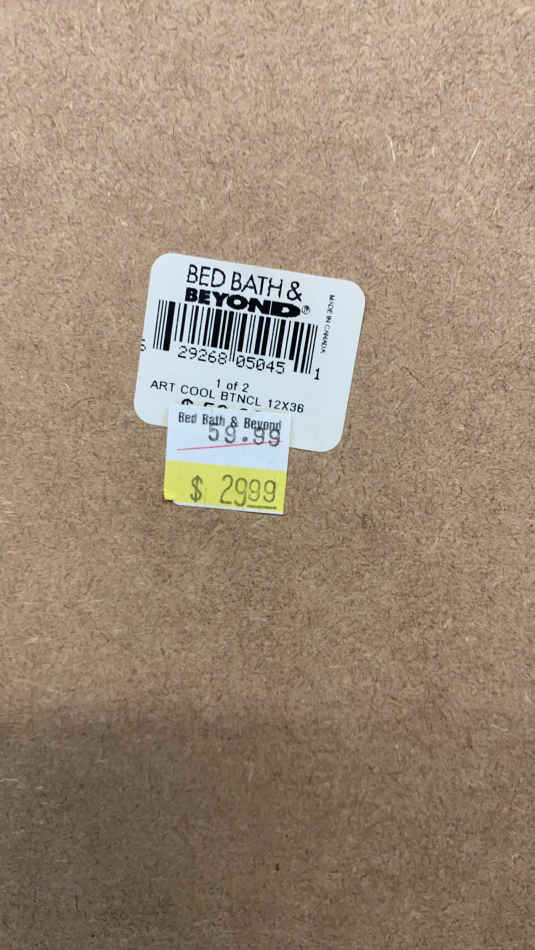 BED BATH &
BEYOND®
MADE IN CANADA
29268 05045 1
1 of 2
ART COOL BTNCL 12X36
Bed Bath & Beyond
59.99
$ 2999